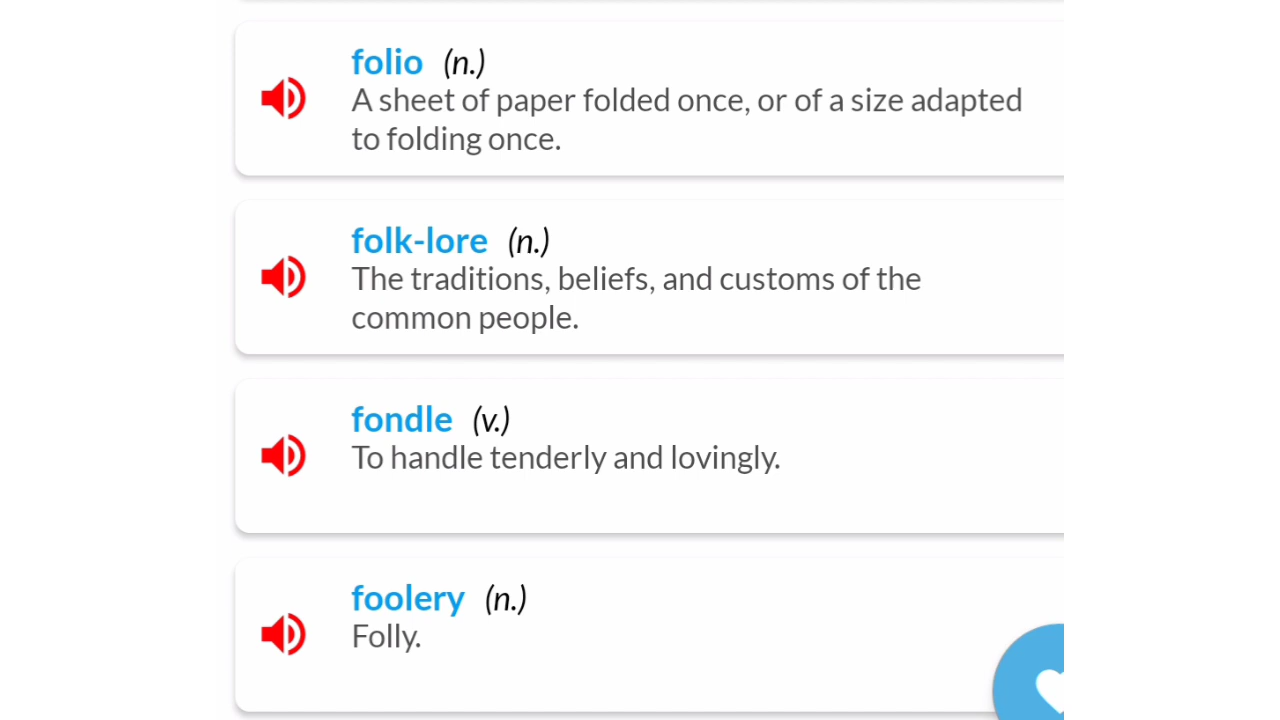 folio (n.)
A sheet of paper folded once, or of a size adapted
to folding once.
folk-lore (n.)
The traditions, beliefs, and customs of the
common people.
fondle (v.)
To handle tenderly and lovingly.
foolery (n.)
Folly.